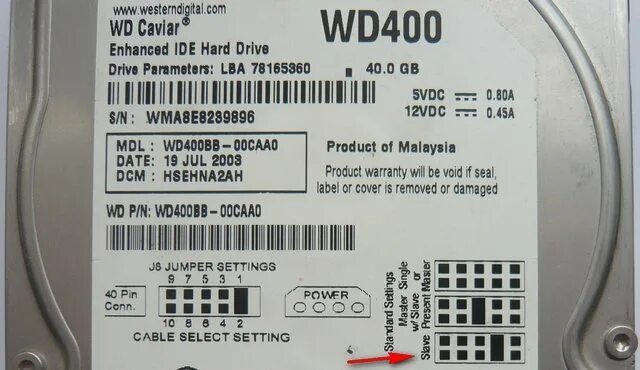 www.westerndigital.com
WD Caviar®
WD400
Enhanced IDE Hard Drive
Drive Parameters: LBA 78165360 40.0 GB
5VDC 0.80A
12VDC 0.45A
S/N: WMA8E8239896
MDL: WD400BB-00CAA0
DATE: 19 JUL 2003
DCM: HSEHNA2AH
Product of Malaysia
Product warranty will be void if seal,
label or cover is removed or damaged
WD P/N: WD400BB-00CAA0
J8 JUMPER SETTINGS
9 7 5 3 1
40 Pin
Conn.
10 8 6 4 2
CABLE SELECT SETTING
POWER
Standard Settings
Master Single or
Master
w/ Slave
Present
Slave